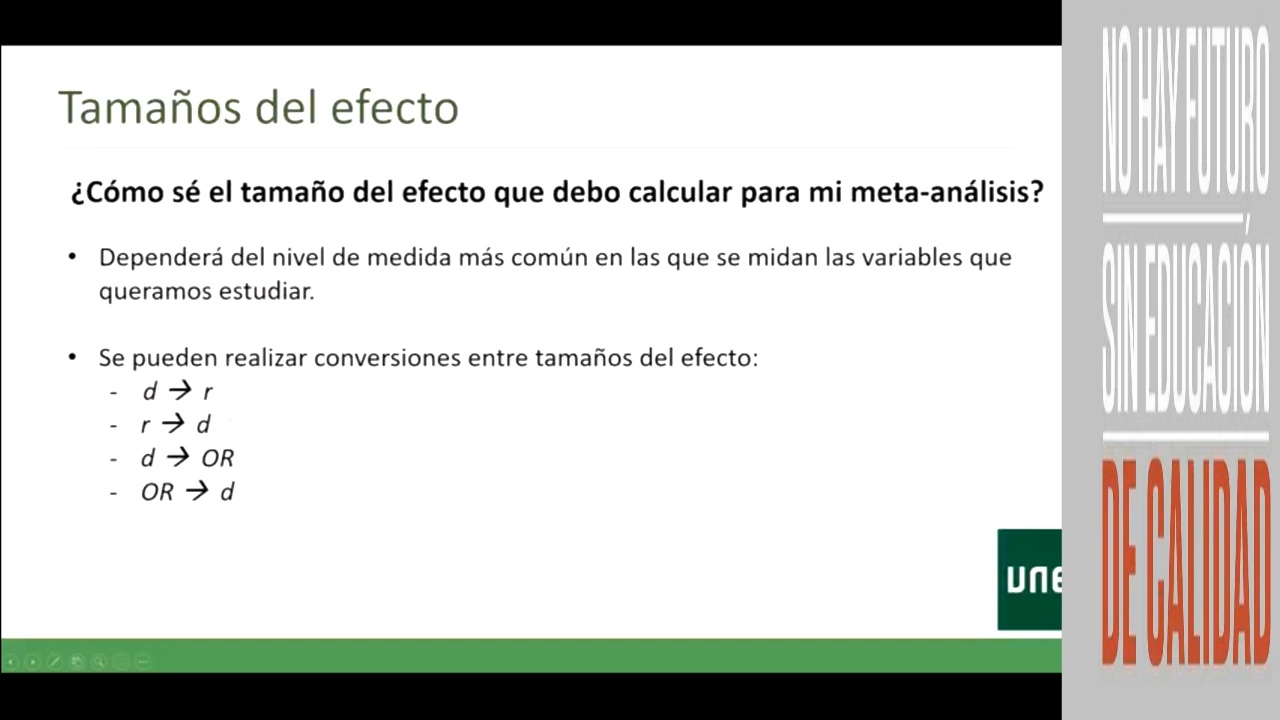 Tamaños del efecto
¿Cómo sé el tamaño del efecto que debo calcular para mi meta-análisis?
• Dependerá del nivel de medida más común en las que se midan las variables que
queramos estudiar.
• Se pueden realizar conversiones entre tamaños del efecto:
- d → r
- r → d
- d → OR
- OR → d
UNE
NO HAY FUTURO
SIN EDUCACIÓN
DE CALIDAD